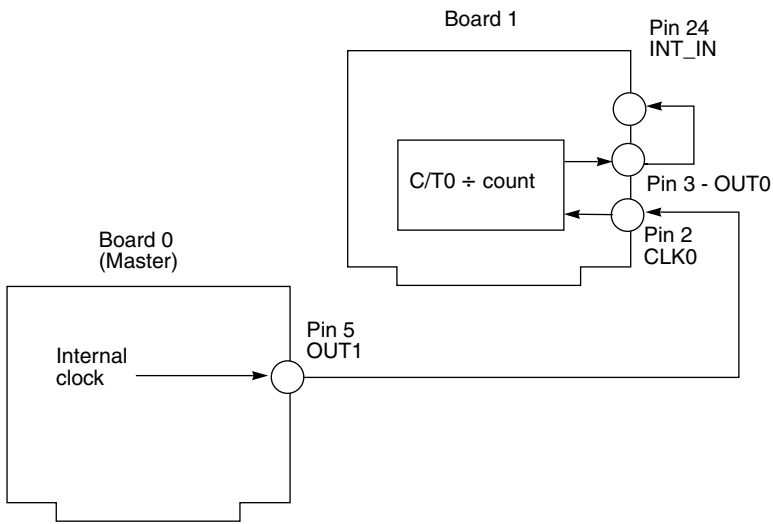 Board 1
Pin 24
INT_IN
C/T0 ÷ count
Pin 3 - OUT0
Pin 2
CLK0
Board 0
(Master)
Pin 5
OUT1
Internal
clock